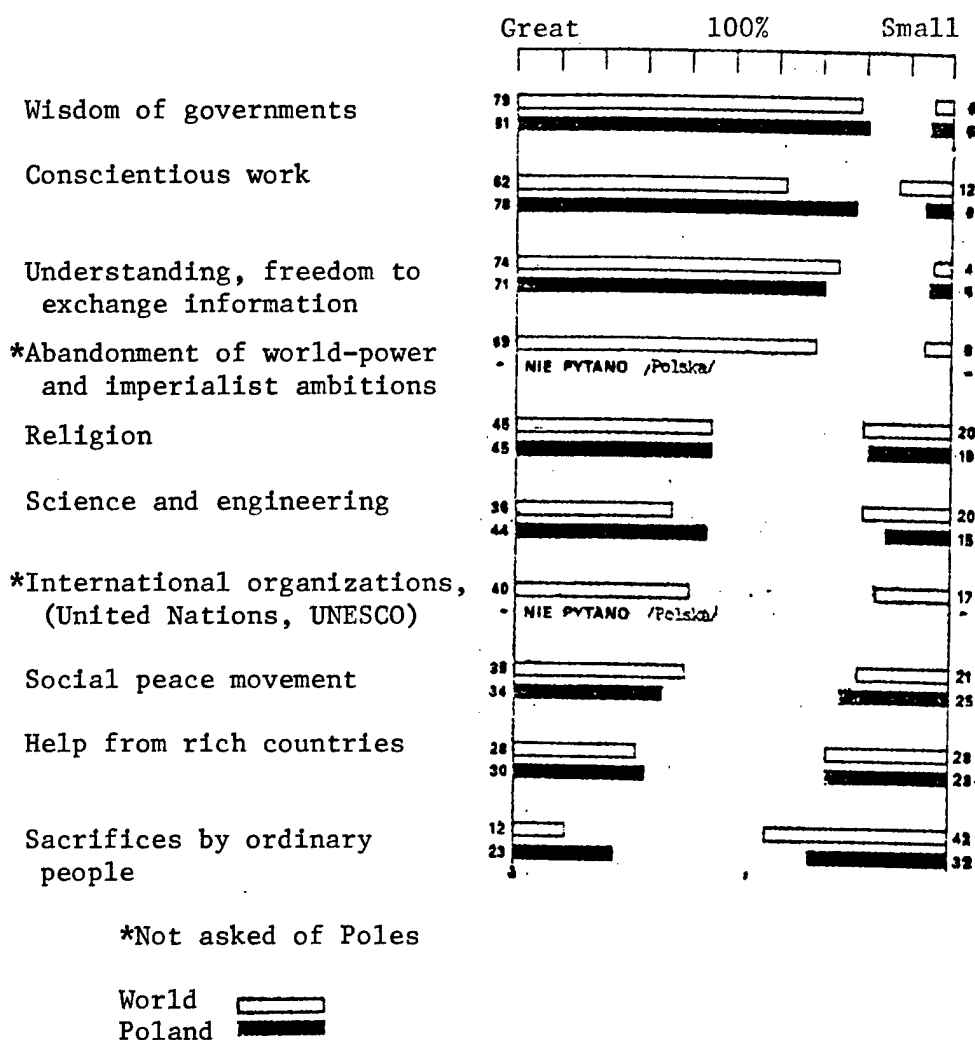 Great 100% Small
Wisdom of governments
79
81
Conscientious work
62 12
78
Understanding, freedom to
exchange information
74 4
71
*Abandonment of world-power
and imperialist ambitions
69
- NIE PYTANO /Polska/ -
Religion
45 20
45 19
Science and engineering
36 20
44 15
*International organizations,
(United Nations, UNESCO)
40 17
- NIE PYTANO /Polska/ -
Social peace movement
21
34 25
Help from rich countries
28 28
30 28
Sacrifices by ordinary
people
12 42
23 32
*Not asked of Poles
World
Poland